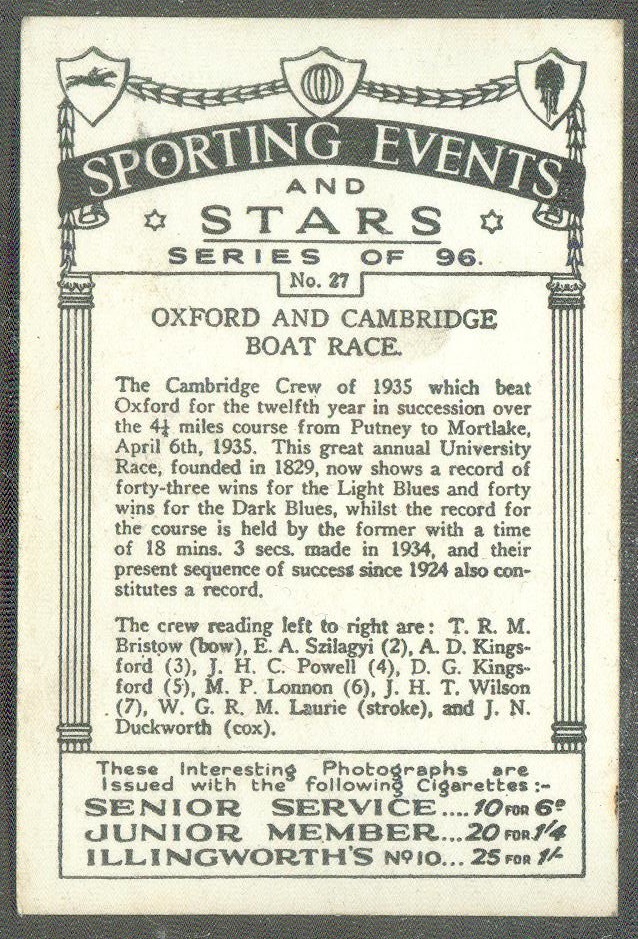 SPORTING EVENTS
AND
STARS
SERIES OF 96.
No. 27
OXFORD AND CAMBRIDGE
BOAT RACE.
The Cambridge Crew of 1935 which beat
Oxford for the twelfth year in succession over
the 4¼ miles course from Putney to Mortlake,
April 6th, 1935. This great annual University
Race, founded in 1829, now shows a record of
forty-three wins for the Light Blues and forty
wins for the Dark Blues, whilst the record for
the course is held by the former with a time
of 18 mins. 3 secs. made in 1934, and their
present sequence of success since 1924 also con-
stitutes a record.
The crew reading left to right are: T. R. M.
Bristow (bow), E. A. Szilagyi (2), A. D. Kings-
ford (3), J. H. C. Powell (4), D. G. Kings-
ford (5), M. P. Lonnon (6), J. H. T. Wilson
(7), W. G. R. M. Laurie (stroke), and J. N.
Duckworth (cox).
These Interesting Photographs are
Issued with the following Cigarettes:-
SENIOR SERVICE.... 10 FOR 6D
JUNIOR MEMBER... 20 FOR 1/4
ILLINGWORTH'S No 10... 25 FOR 1/-